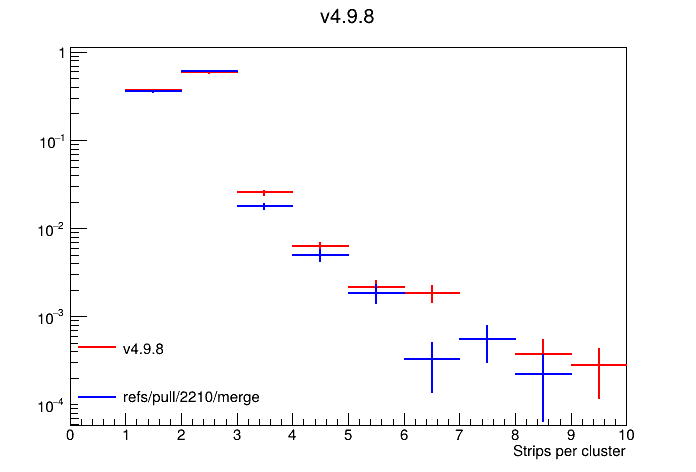 v4.9.8
1
10⁻¹
10⁻²
10⁻³
10⁻⁴
v4.9.8
refs/pull/2210/merge
0 1 2 3 4 5 6 7 8 9 10
Strips per cluster